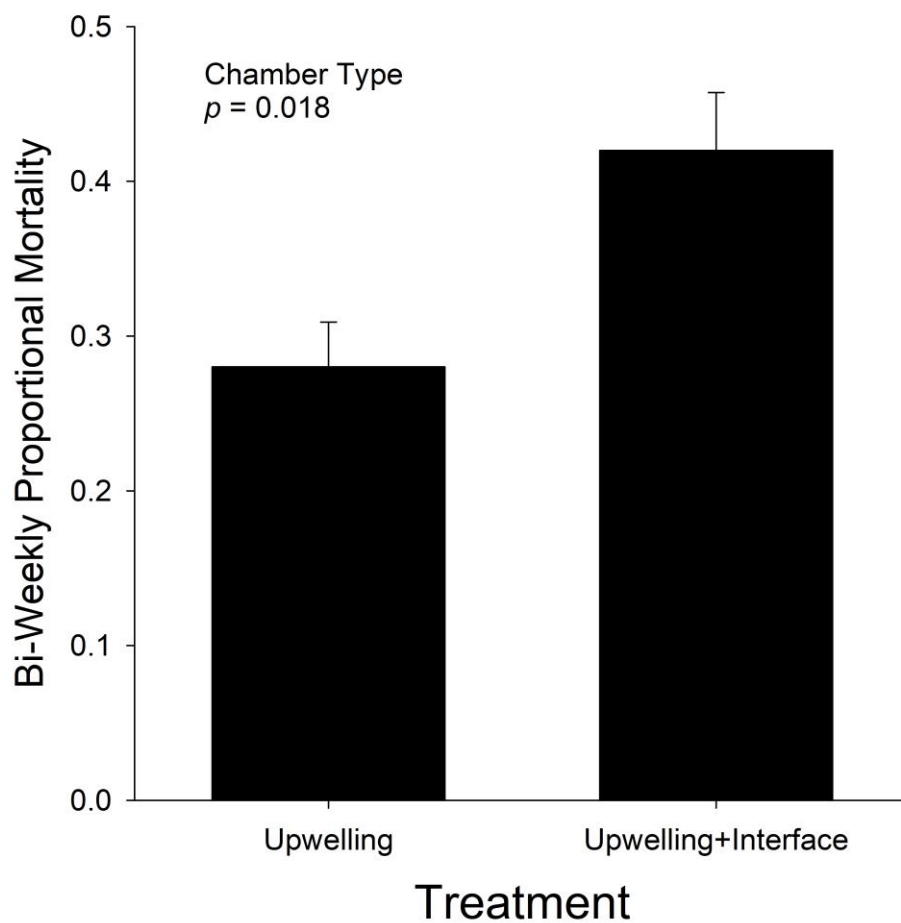 0.5
Chamber Type
p = 0.018
0.4
0.3
0.2
0.1
0.0
Bi-Weekly Proportional Mortality
Upwelling
Upwelling+Interface
Treatment